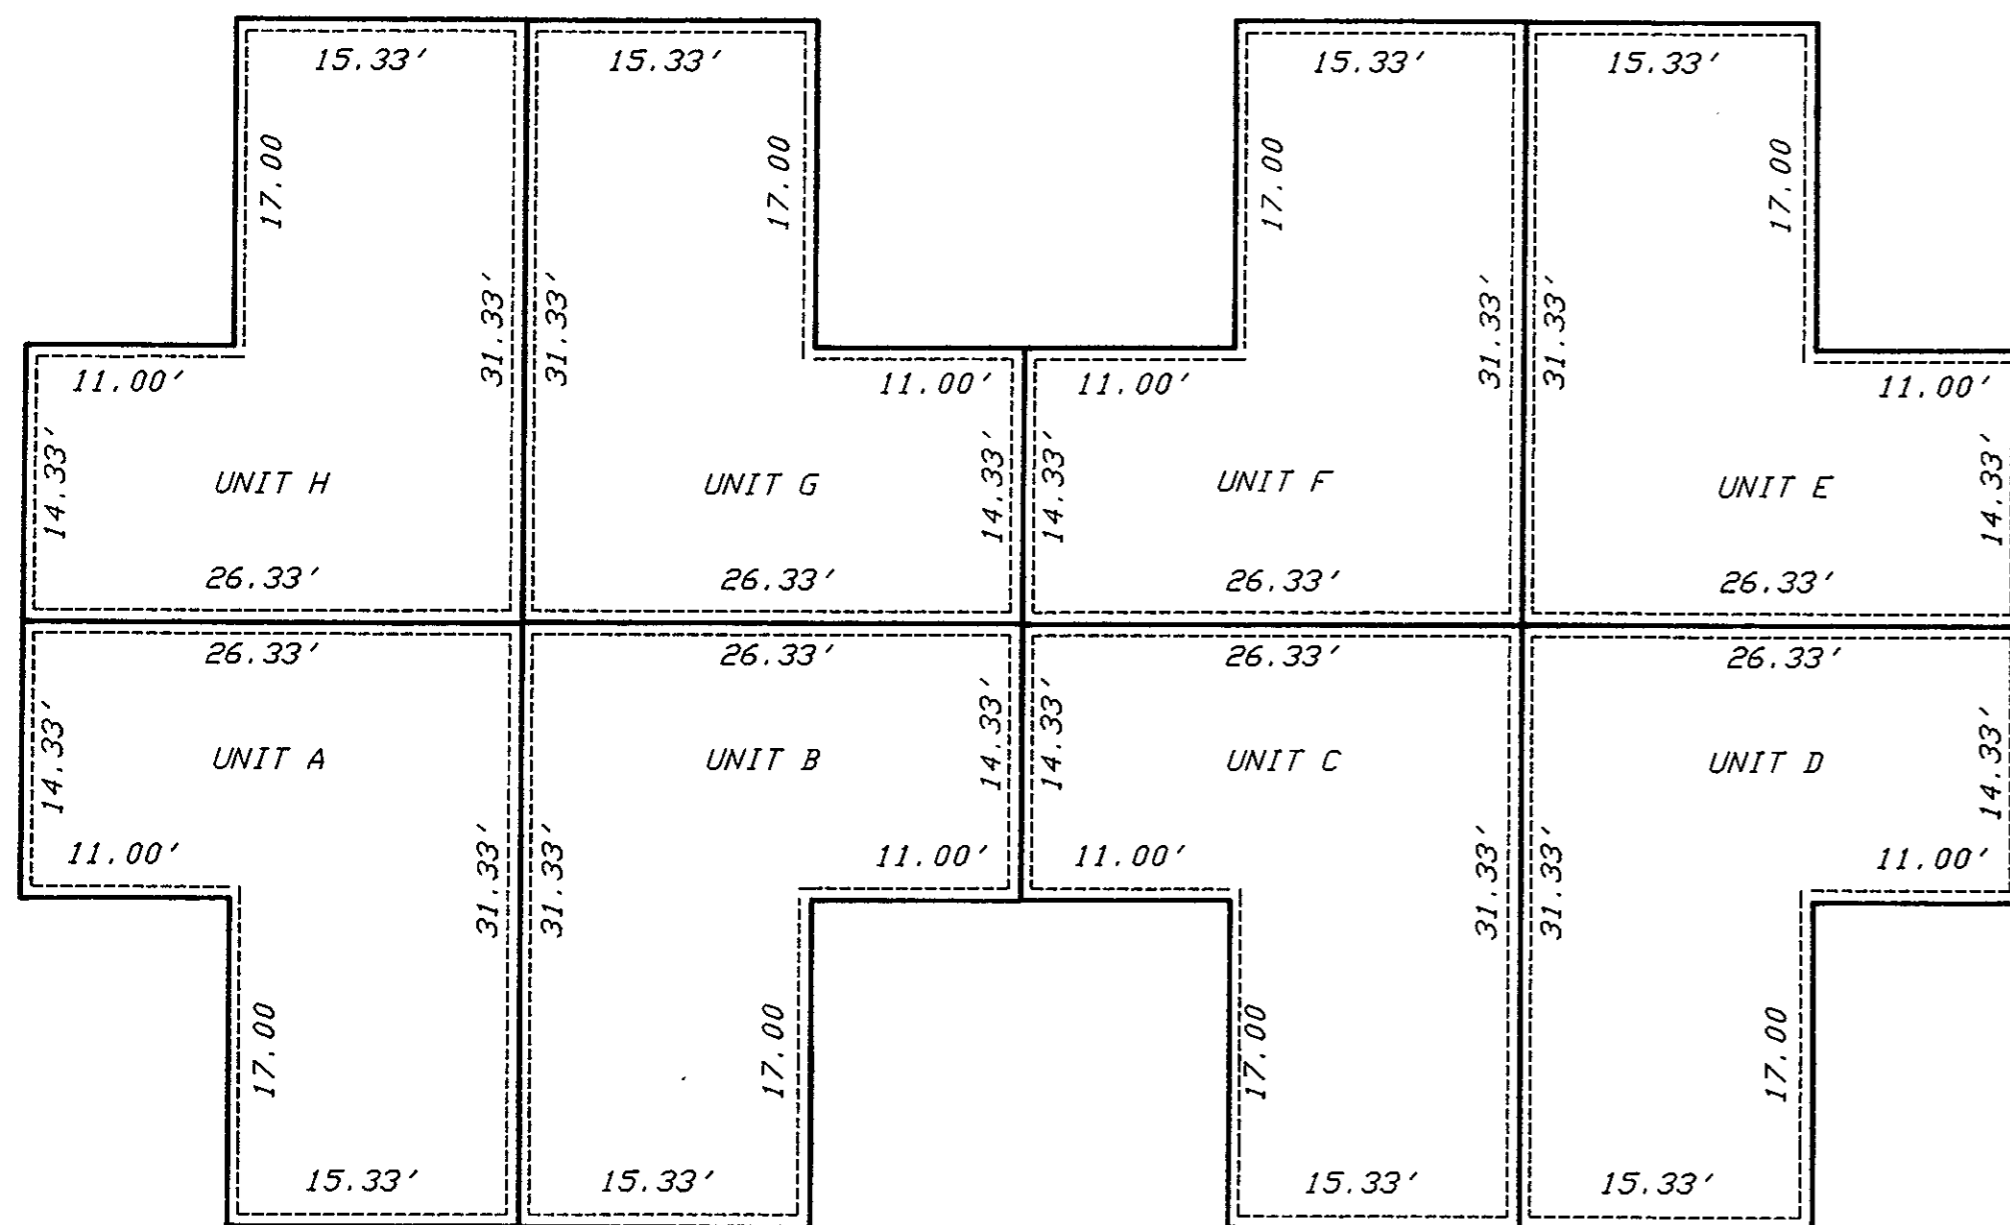 15.33' 15.33' 15.33' 15.33'
17.00 17.00 17.00 17.00
31.33' 31.33' 31.33' 31.33'
11.00' 11.00' 11.00' 11.00'
14.33' 14.33' 14.33' 14.33'
UNIT H UNIT G UNIT F UNIT E
26.33' 26.33' 26.33' 26.33'
26.33' 26.33' 26.33' 26.33'
14.33' 14.33' 14.33' 14.33'
UNIT A UNIT B UNIT C UNIT D
11.00' 11.00' 11.00' 11.00'
31.33' 31.33' 31.33' 31.33'
17.00 17.00 17.00 17.00
15.33' 15.33' 15.33' 15.33'